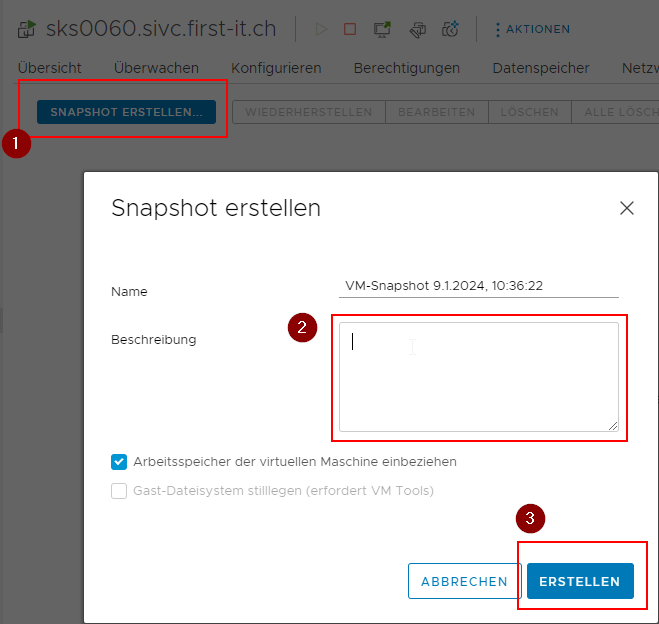 sks0060.sivc.first-it.ch
AKTIONEN
Übersicht Überwachen Konfigurieren Berechtigungen Datenspeicher Netzw
SNAPSHOT ERSTELLEN... WIEDERHERSTELLEN BEARBEITEN LÖSCHEN ALLE LÖSCH
1
Snapshot erstellen
Name VM-Snapshot 9.1.2024, 10:36:22
2
Beschreibung
Arbeitsspeicher der virtuellen Maschine einbeziehen
Gast-Dateisystem stilllegen (erfordert VM Tools)
3
ABBRECHEN ERSTELLEN